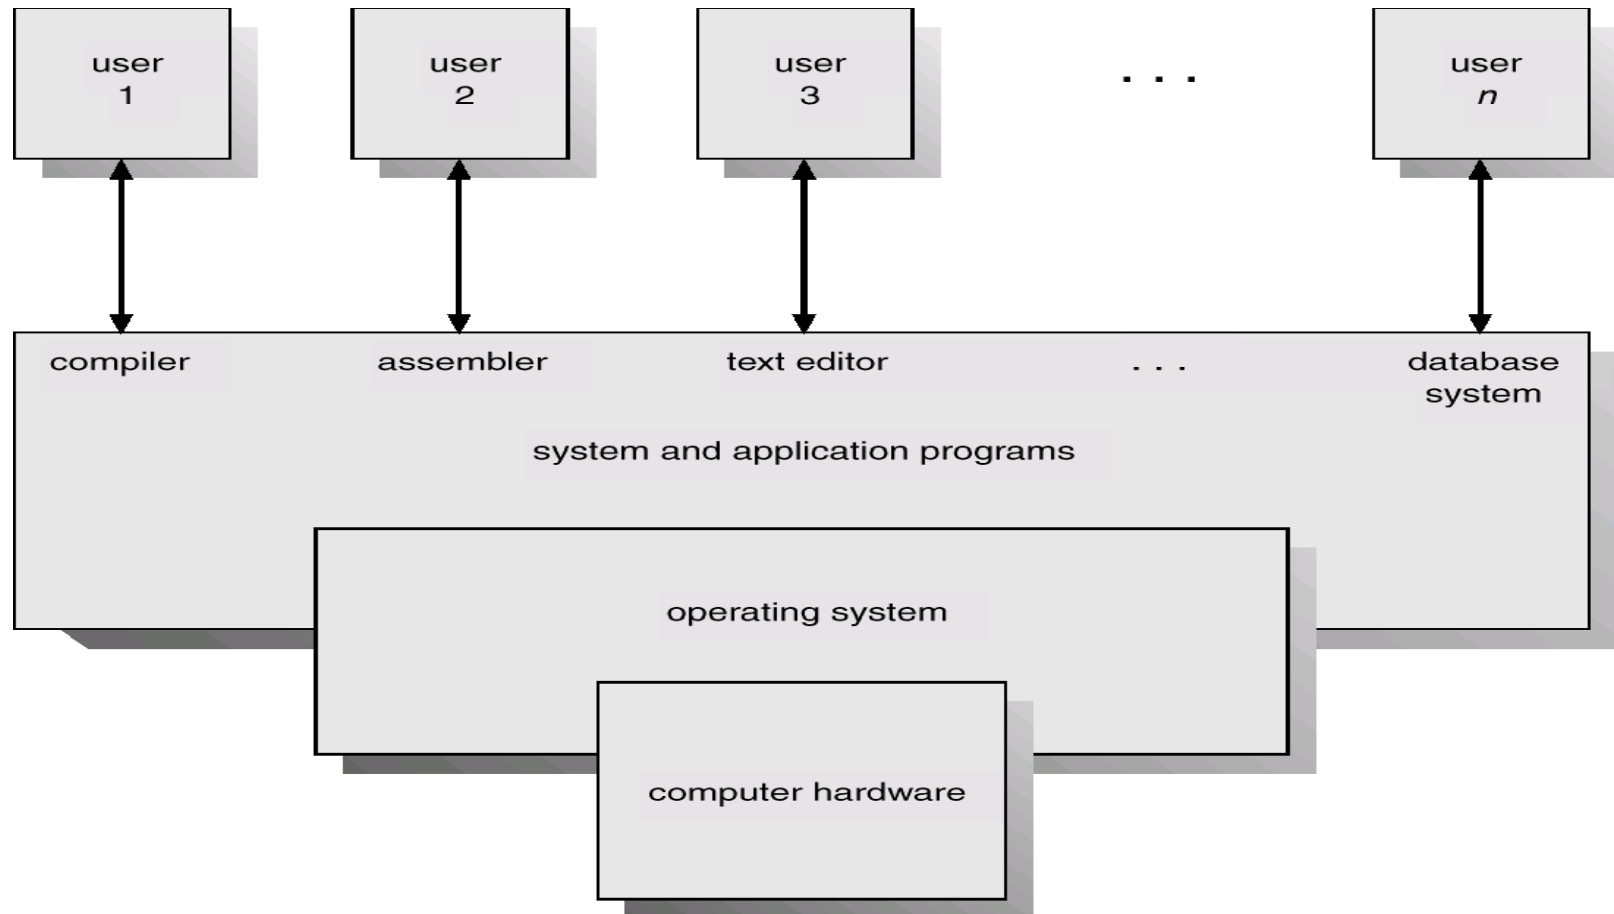 user
1
user
2
user
3
. . .
user
n
compiler
assembler
text editor
. . .
database
system
system and application programs
operating system
computer hardware